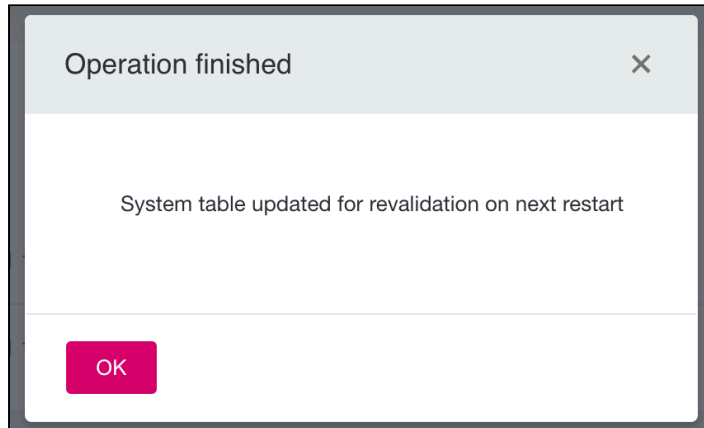 Operation finished
System table updated for revalidation on next restart
OK